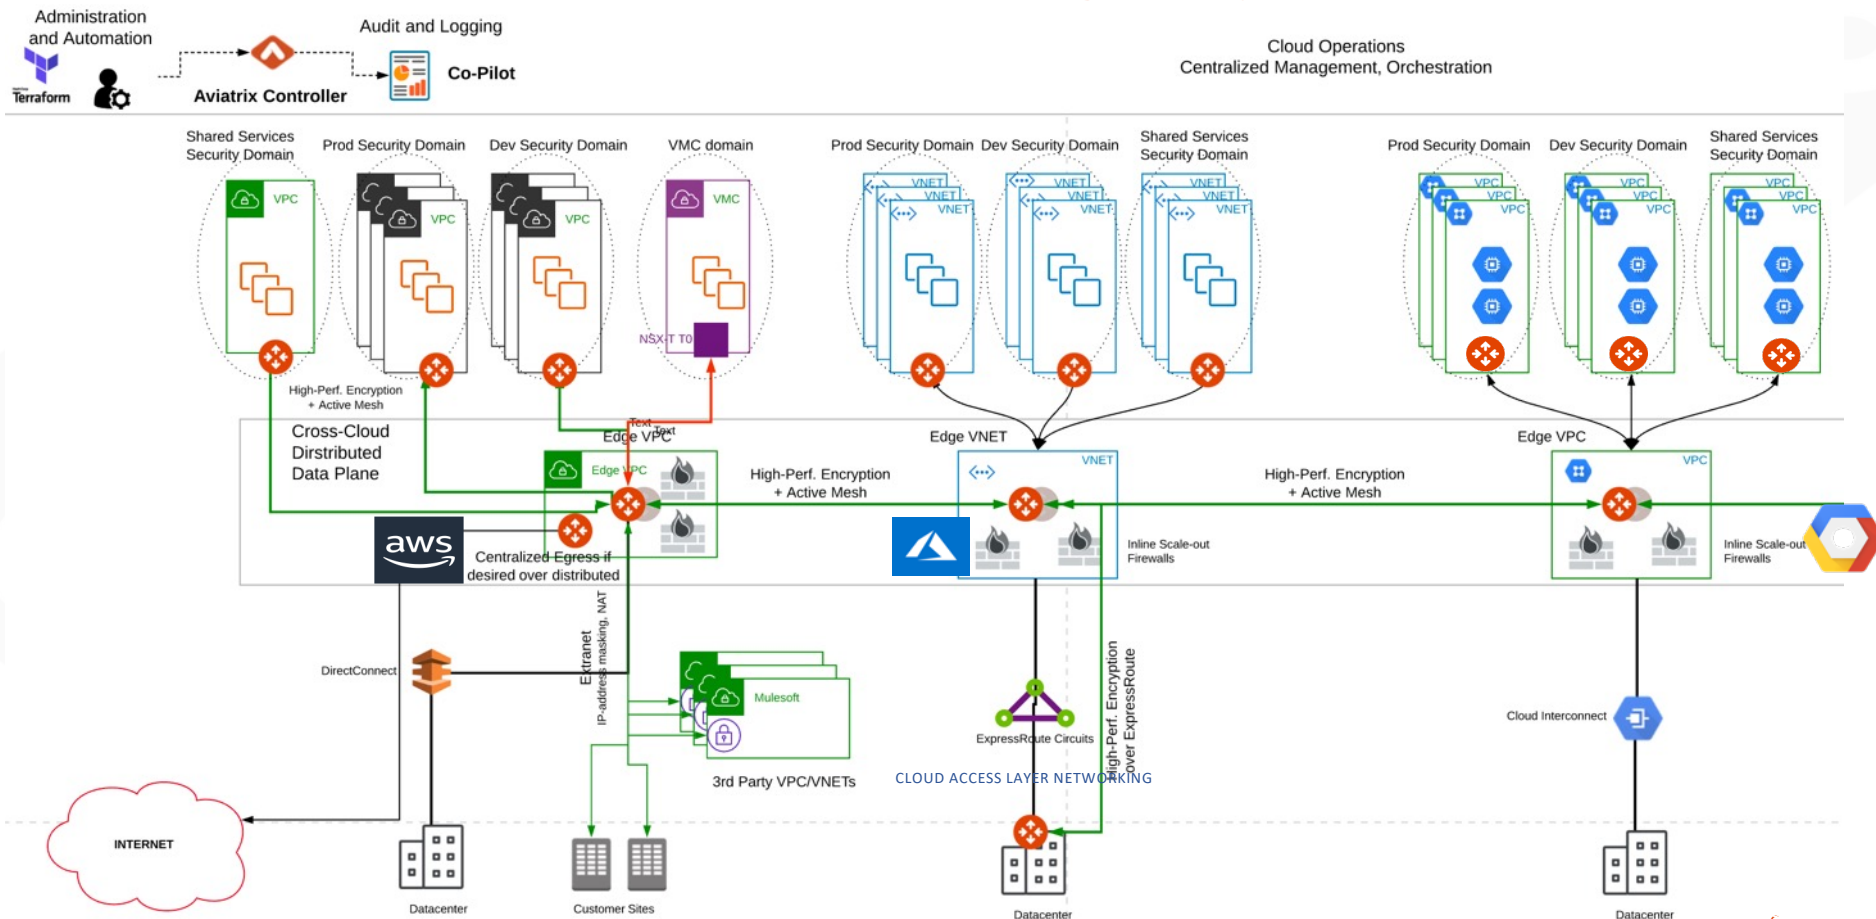 Administration
and Automation
Terraform
Aviatrix Controller
Audit and Logging
Co-Pilot
Cloud Operations
Centralized Management, Orchestration
Shared Services
Security Domain
Prod Security Domain
Dev Security Domain
VMC domain
Prod Security Domain
Dev Security Domain
Shared Services
Security Domain
Prod Security Domain
Dev Security Domain
Shared Services
Security Domain
VPC
VPC
VPC
VMC
VNET
VNET
VNET
VNET
VNET
VNET
VNET
VNET
VNET
VPC
VPC
VPC
VPC
VPC
VPC
VPC
VPC
VPC
NSX-T T0
High-Perf. Encryption
+ Active Mesh
Cross-Cloud
Dirstributed
Data Plane
Text
Text
Edge VPC
Edge VPC
High-Perf. Encryption
+ Active Mesh
Edge VNET
VNET
High-Perf. Encryption
+ Active Mesh
Edge VPC
VPC
aws
Centralized Egress if
desired over distributed
Inline Scale-out
Firewalls
Inline Scale-out
Firewalls
DirectConnect
Extranet
IP-address masking, NAT
Mulesoft
3rd Party VPC/VNETs
ExpressRoute Circuits
High-Perf. Encryption
over ExpressRoute
CLOUD ACCESS LAYER NETWORKING
Cloud Interconnect
INTERNET
Datacenter
Customer Sites
Datacenter
Datacenter